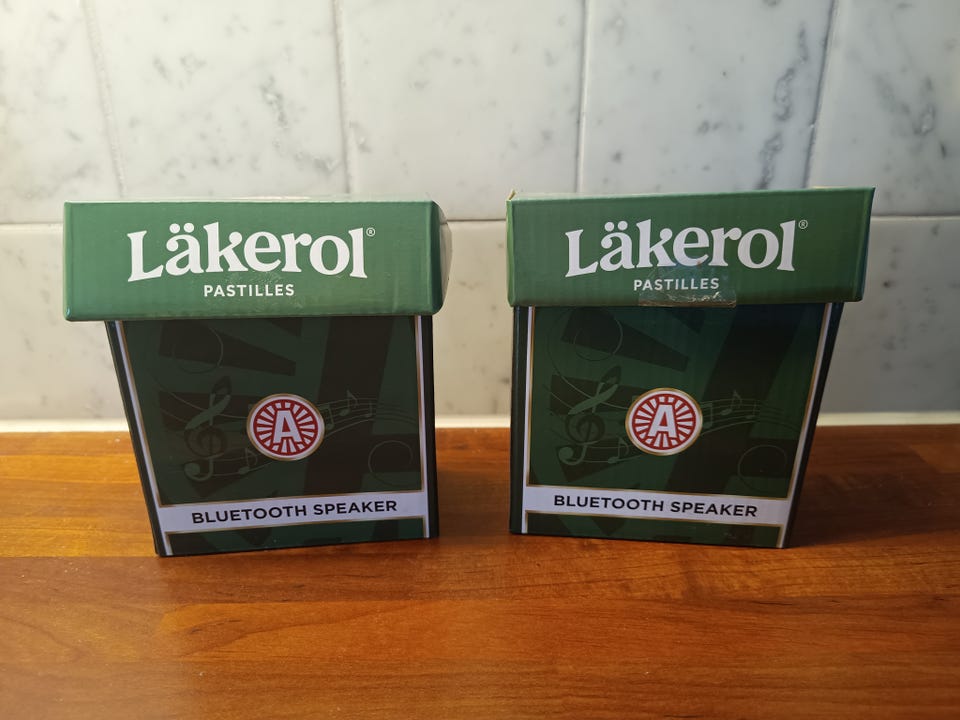 Läkerol®
PASTILLES
A
BLUETOOTH SPEAKER
Läkerol®
PASTILLES
A
BLUETOOTH SPEAKER